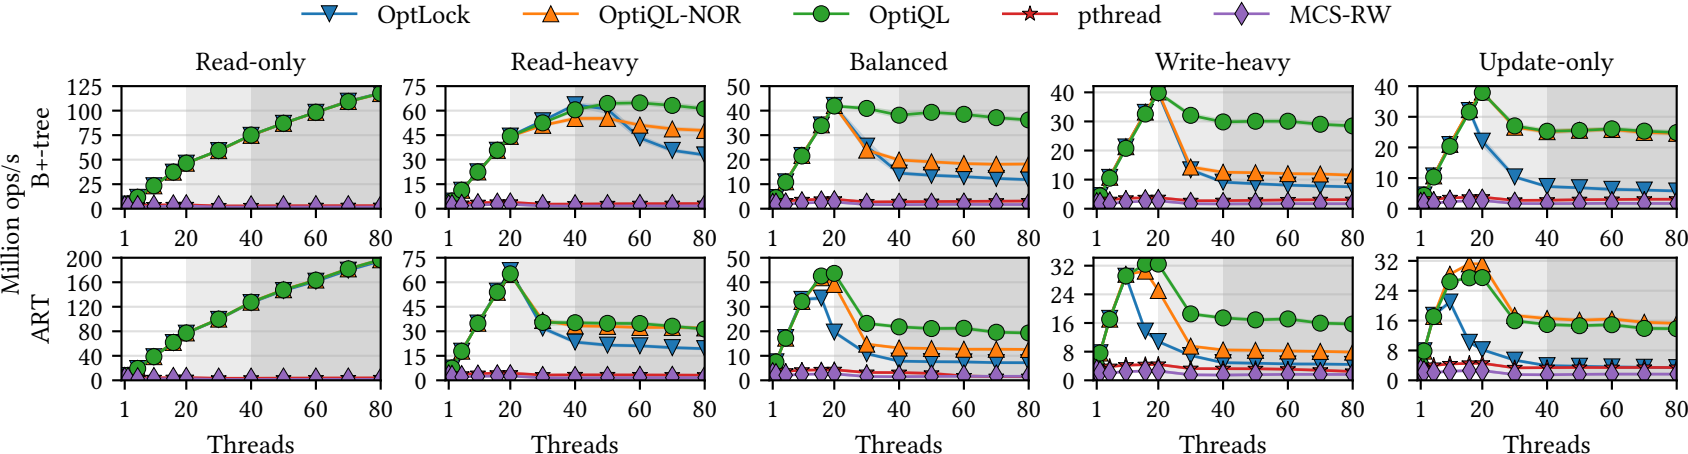 OptLock OptiQL-NOR OptiQL pthread MCS-RW
Read-only Read-heavy Balanced Write-heavy Update-only
Million ops/s
B+-tree
125 100 75 50 25 0
1 20 40 60 80
75 60 45 30 15 0
1 20 40 60 80
50 40 30 20 10 0
1 20 40 60 80
40 30 20 10 0
1 20 40 60 80
40 30 20 10 0
1 20 40 60 80
ART
200 160 120 80 40 0
1 20 40 60 80
75 60 45 30 15 0
1 20 40 60 80
50 40 30 20 10 0
1 20 40 60 80
32 24 16 8 0
1 20 40 60 80
32 24 16 8 0
1 20 40 60 80
Threads Threads Threads Threads Threads